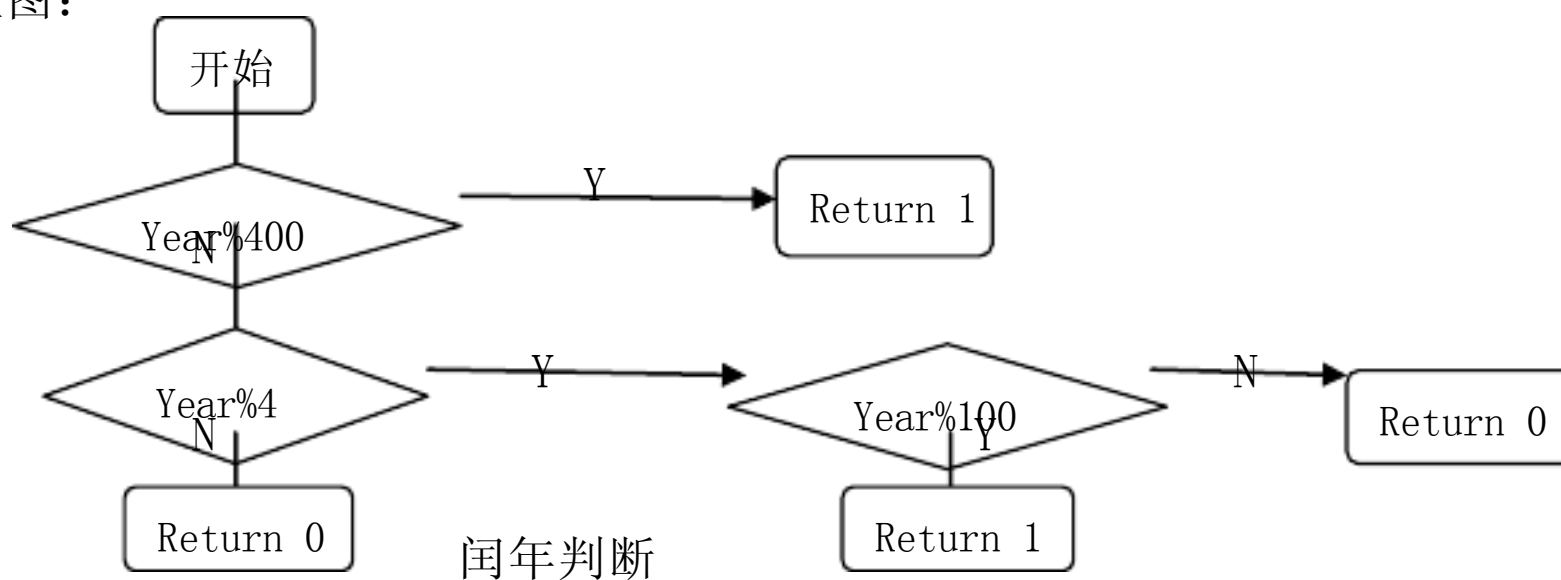 图：
开始
Y
Return 1
Year%400
N
Y
N
Year%4
N
Year%100
Y
Return 0
Return 0
Return 1
闰年判断